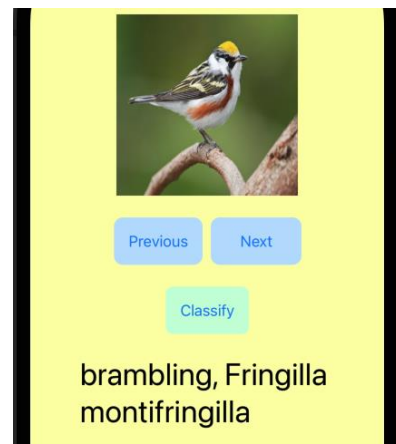 Previous
Next
Classify
brambling, Fringilla
montifringilla